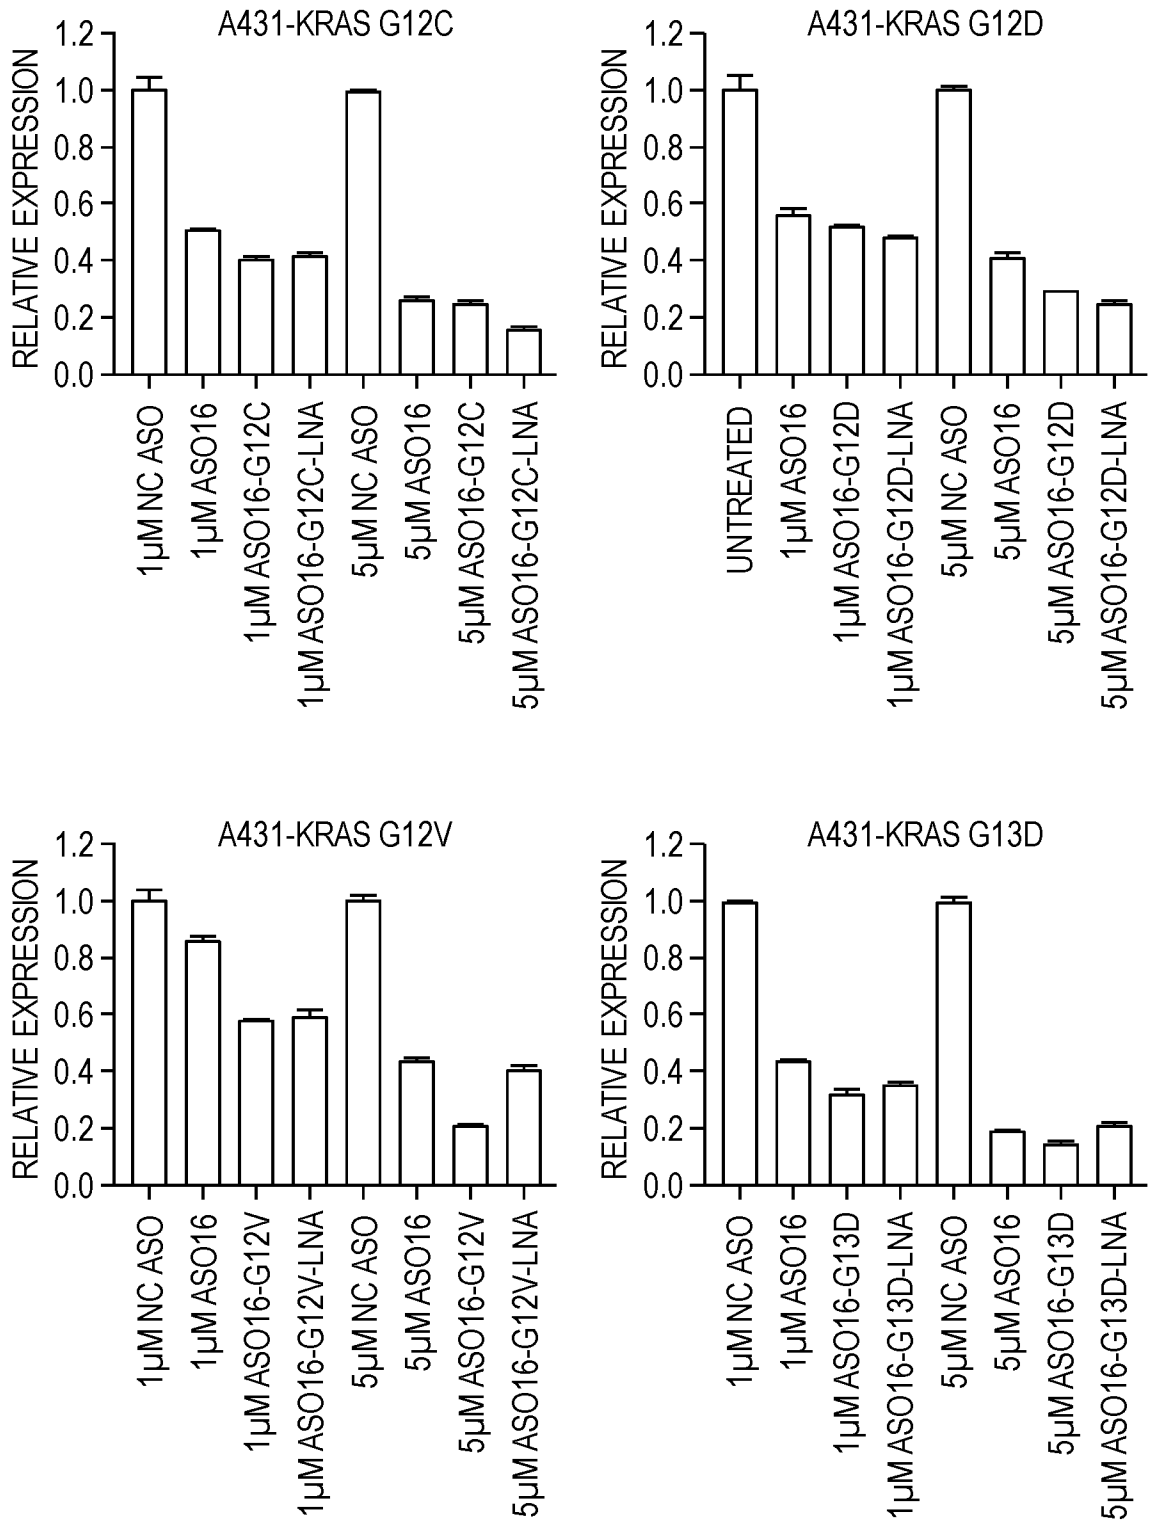 A431-KRAS G12C
RELATIVE EXPRESSION
1.2
1.0
0.8
0.6
0.4
0.2
0.0
1µM NC ASO
1µM ASO16
1µM ASO16-G12C
1µM ASO16-G12C-LNA
5µM NC ASO
5µM ASO16
5µM ASO16-G12C
5µM ASO16-G12C-LNA
A431-KRAS G12D
RELATIVE EXPRESSION
1.2
1.0
0.8
0.6
0.4
0.2
0.0
UNTREATED
1µM ASO16
1µM ASO16-G12D
1µM ASO16-G12D-LNA
5µM NC ASO
5µM ASO16
5µM ASO16-G12D
5µM ASO16-G12D-LNA
A431-KRAS G12V
RELATIVE EXPRESSION
1.2
1.0
0.8
0.6
0.4
0.2
0.0
1µM NC ASO
1µM ASO16
1µM ASO16-G12V
1µM ASO16-G12V-LNA
5µM NC ASO
5µM ASO16
5µM ASO16-G12V
5µM ASO16-G12V-LNA
A431-KRAS G13D
RELATIVE EXPRESSION
1.2
1.0
0.8
0.6
0.4
0.2
0.0
1µM NC ASO
1µM ASO16
1µM ASO16-G13D
1µM ASO16-G13D-LNA
5µM NC ASO
5µM ASO16
5µM ASO16-G13D
5µM ASO16-G13D-LNA